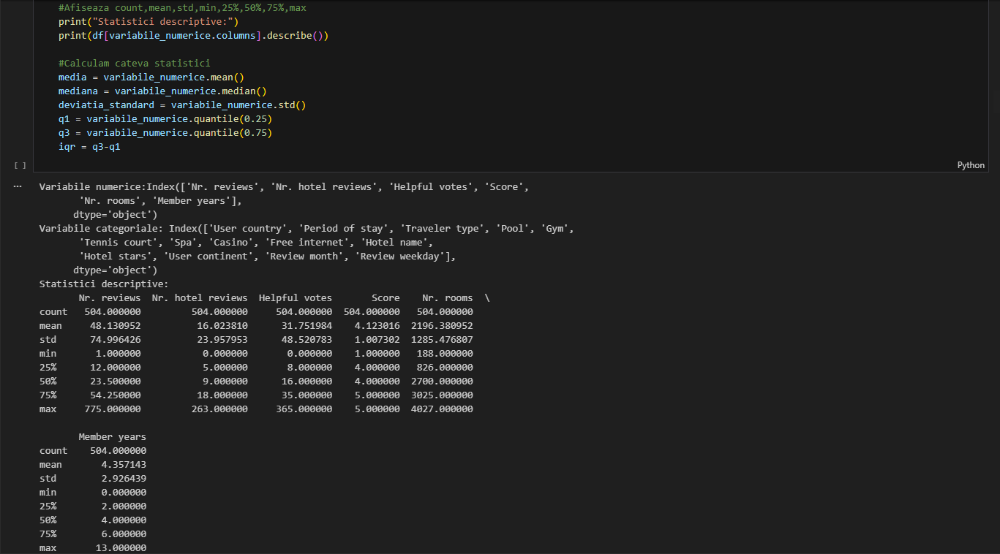 #Afiseaza count,mean,std,min,25%,50%,75%,max
print("Statistici descriptive:")
print(df[variabile_numerice.columns].describe())
#Calculam cateva statistici
media = variabile_numerice.mean()
mediana = variabile_numerice.median()
deviatia_standard = variabile_numerice.std()
q1 = variabile_numerice.quantile(0.25)
q3 = variabile_numerice.quantile(0.75)
iqr = q3-q1
[ ]
Python
...
Variabile numerice:Index(['Nr. reviews', 'Nr. hotel reviews', 'Helpful votes', 'Score',
'Nr. rooms', 'Member years'],
dtype='object')
Variabile categoriale: Index(['User country', 'Period of stay', 'Traveler type', 'Pool', 'Gym',
'Tennis court', 'Spa', 'Casino', 'Free internet', 'Hotel name',
'Hotel stars', 'User continent', 'Review month', 'Review weekday'],
dtype='object')
Statistici descriptive:
Nr. reviews  Nr. hotel reviews  Helpful votes  Score  Nr. rooms  \
count  504.000000  504.000000  504.000000  504.000000  504.000000
mean  48.130952  16.023810  31.751984  4.123016  2196.380952
std  74.996426  23.957953  48.520783  1.007302  1285.476807
min  1.000000  0.000000  0.000000  1.000000  188.000000
25%  12.000000  5.000000  8.000000  4.000000  826.000000
50%  23.500000  9.000000  16.000000  4.000000  2700.000000
75%  54.250000  18.000000  35.000000  5.000000  3025.000000
max  775.000000  263.000000  365.000000  5.000000  4027.000000
Member years
count  504.000000
mean  4.357143
std  2.926439
min  0.000000
25%  2.000000
50%  4.000000
75%  6.000000
max  13.000000